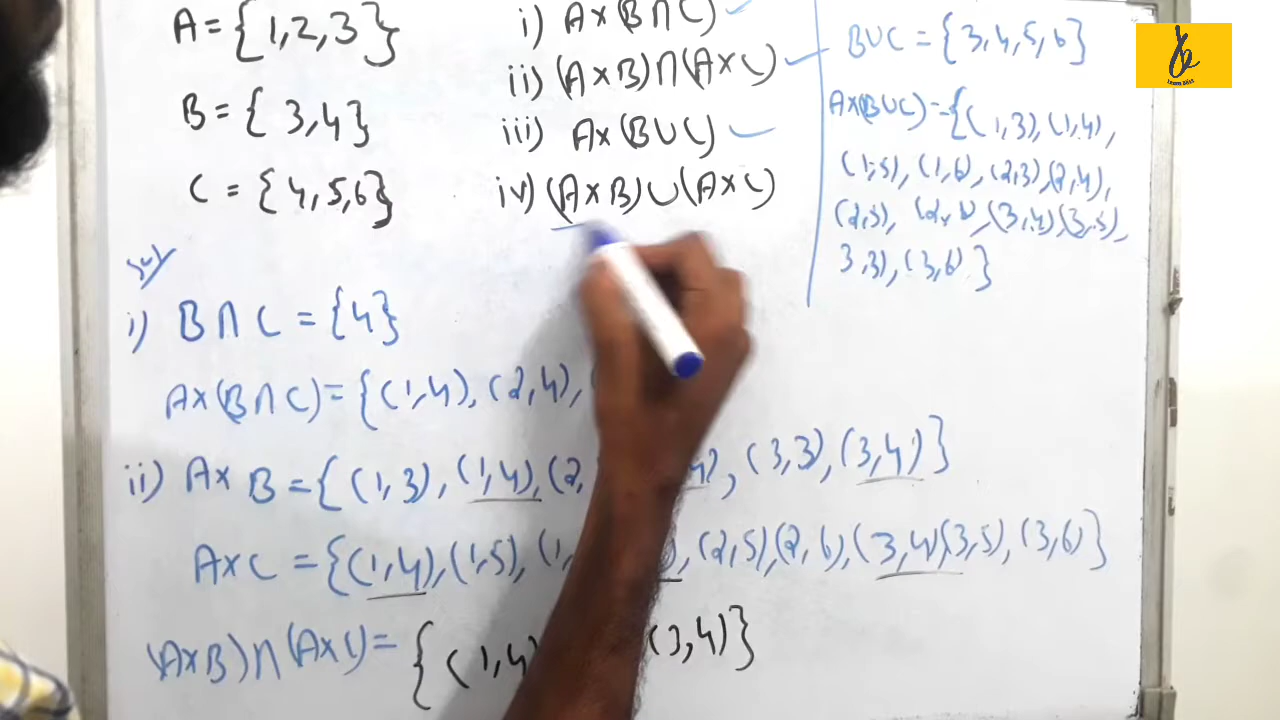 A = {1,2,3}
B = {3,4}
C = {4,5,6}
i) A×(B∩C)
ii) (A×B)∩(A×C)
iii) A×(B∪C)
iv) (A×B)∪(A×C)
B∪C = {3,4,5,6}
A×(B∪C) = {(1,3),(1,4),
(1,5),(1,6),(2,3),(2,4),
(2,5), (3,4)(3,5),
3,3),(3,6)}
i) B∩C = {4}
A×(B∩C) = {(1,4),(2,4),
ii) A×B = {(1,3),(1,4),(2, 4),(3,3),(3,4)}
A×C = {(1,4),(1,5),(1, ),(2,5)(2,6),(3,4)(3,5),(3,6)}
(A×B)∩(A×C) = {(1,4) (3,4)}